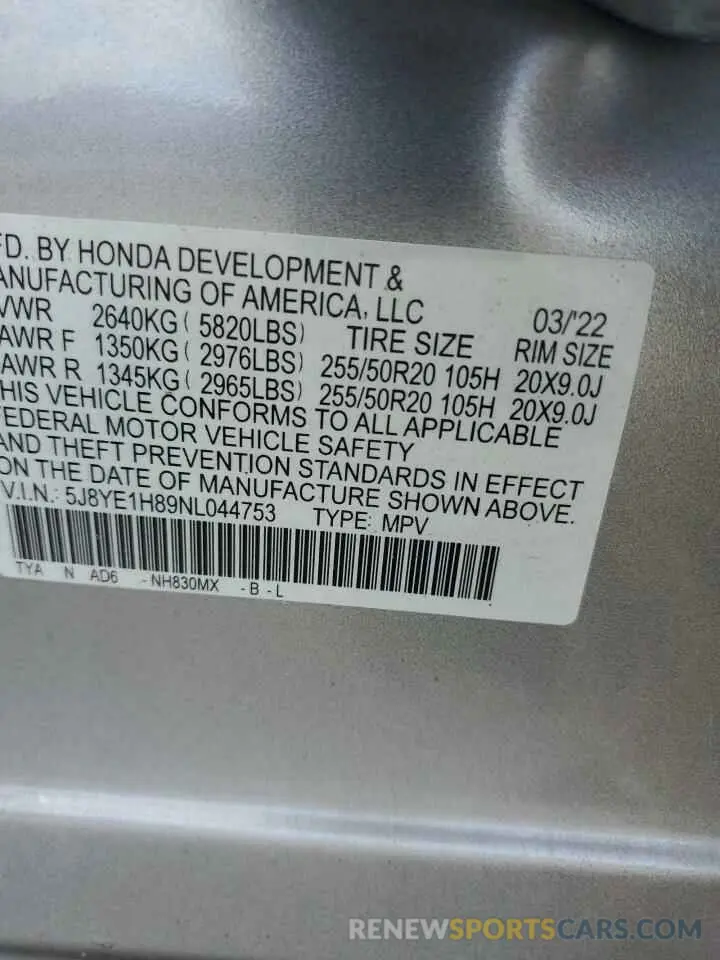 FD. BY HONDA DEVELOPMENT &
ANUFACTURING OF AMERICA, LLC 03/'22
VWR 2640KG ( 5820LBS) TIRE SIZE RIM SIZE
AWR F 1350KG ( 2976LBS) 255/50R20 105H 20X9.0J
AWR R 1345KG ( 2965LBS) 255/50R20 105H 20X9.0J
HIS VEHICLE CONFORMS TO ALL APPLICABLE
FEDERAL MOTOR VEHICLE SAFETY
AND THEFT PREVENTION STANDARDS IN EFFECT
ON THE DATE OF MANUFACTURE SHOWN ABOVE.
V.I.N.: 5J8YE1H89NL044753 TYPE: MPV
TYA N AD6 -NH830MX -B -L
RENEWSPORTSCARS.COM